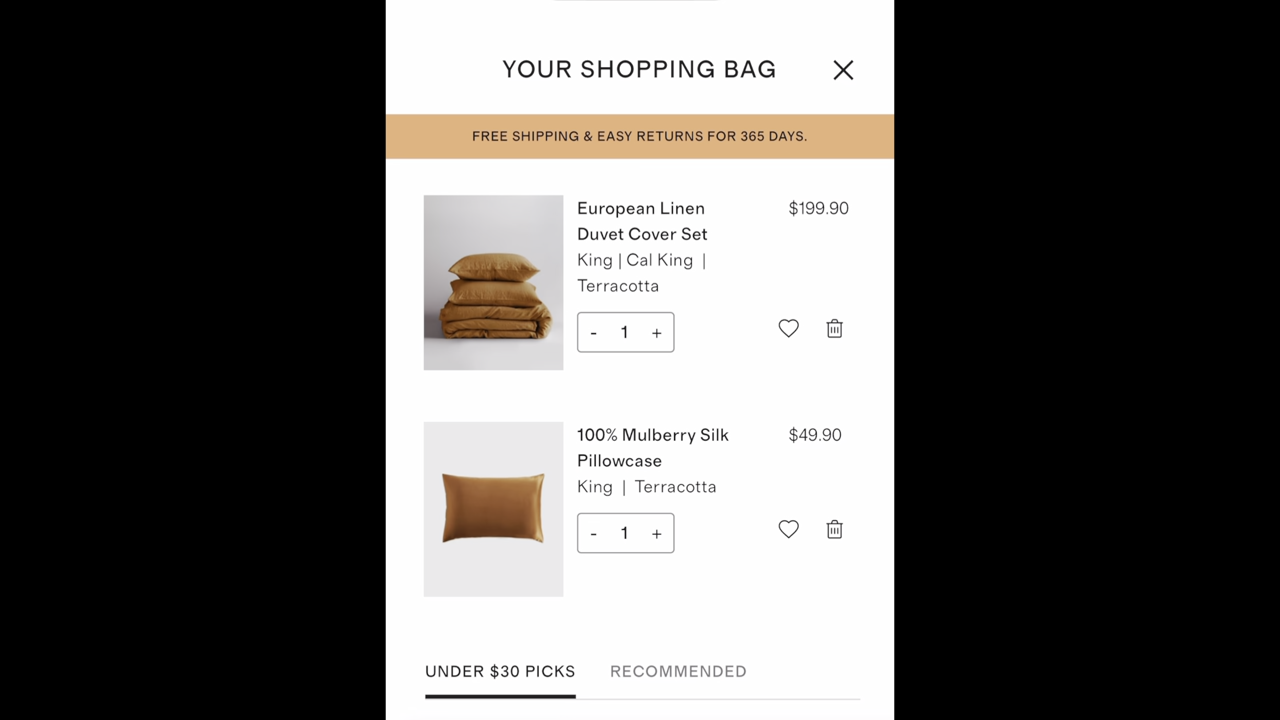 YOUR SHOPPING BAG
FREE SHIPPING & EASY RETURNS FOR 365 DAYS.
European Linen $199.90
Duvet Cover Set
King | Cal King |
Terracotta
- 1 +
100% Mulberry Silk $49.90
Pillowcase
King | Terracotta
- 1 +
UNDER $30 PICKS RECOMMENDED